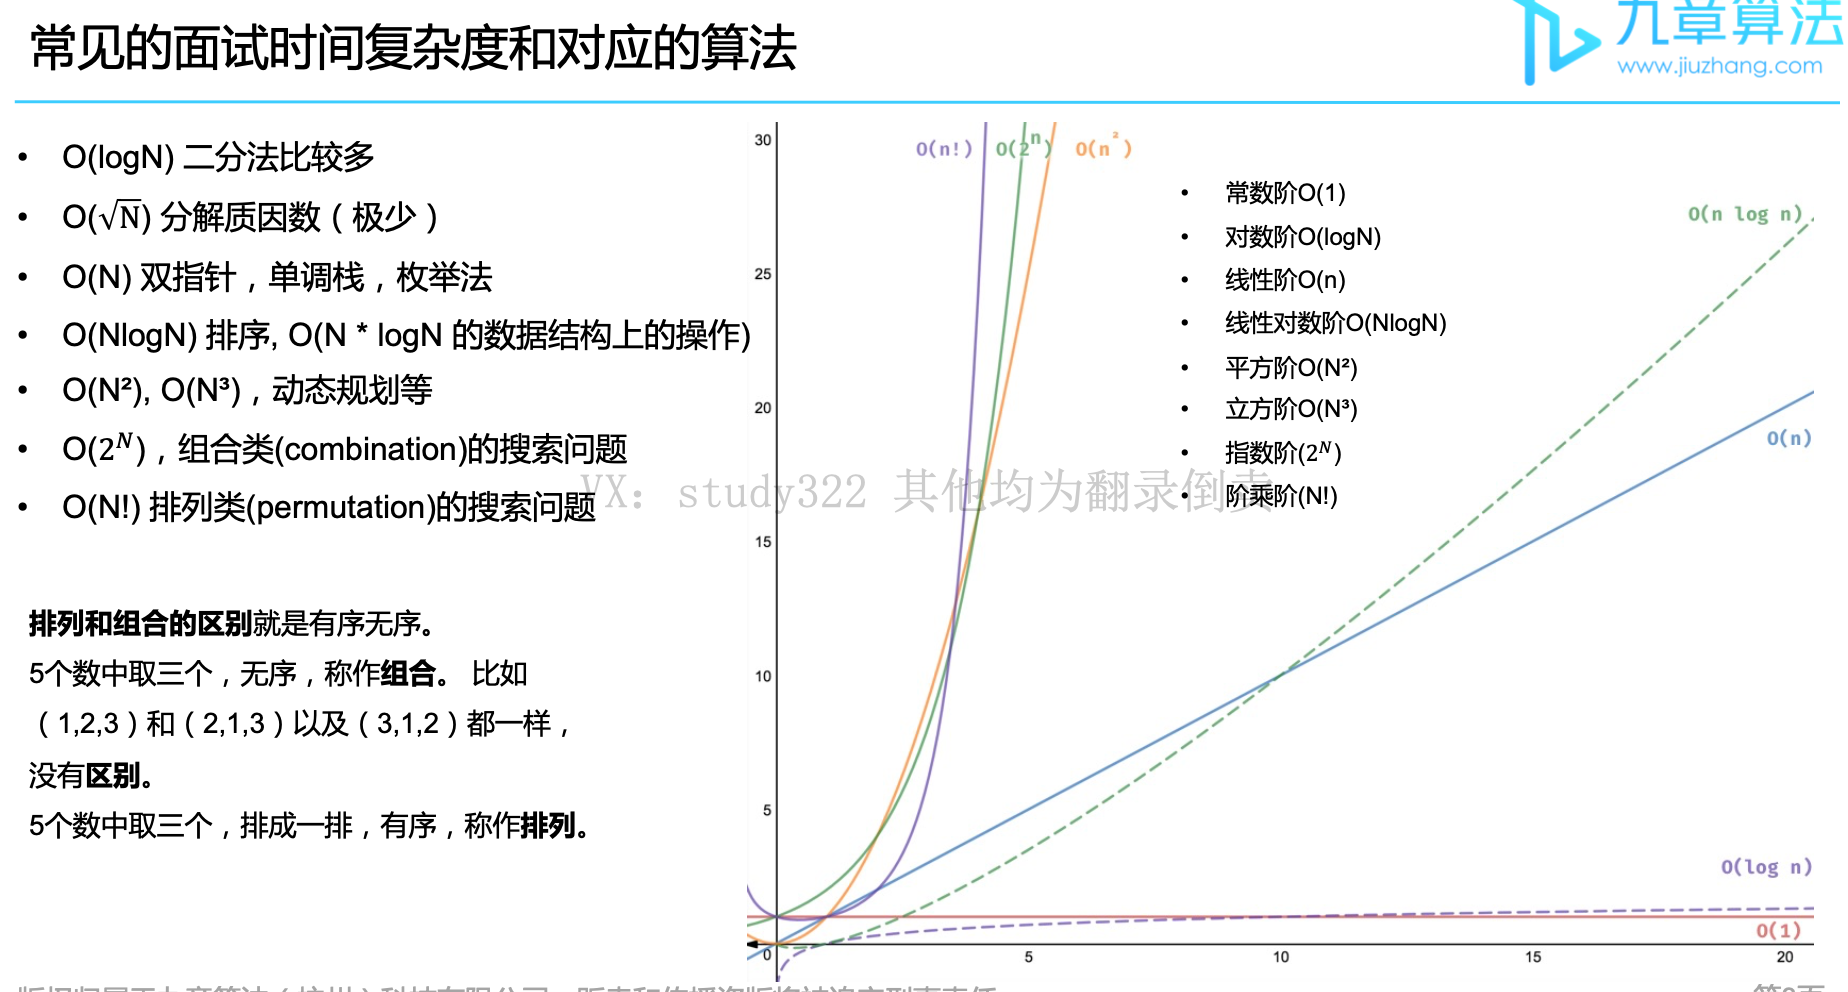 常见的面试时间复杂度和对应的算法
九章算法
www.jiuzhang.com
• O(logN) 二分法比较多
• O(√N) 分解质因数（极少）
• O(N) 双指针，单调栈，枚举法
• O(NlogN) 排序, O(N * logN 的数据结构上的操作)
• O(N²), O(N³)，动态规划等
• O(2^N)，组合类(combination)的搜索问题
• O(N!) 排列类(permutation)的搜索问题
排列和组合的区别就是有序无序。
5个数中取三个，无序，称作组合。 比如
（1,2,3）和（2,1,3）以及（3,1,2）都一样，
没有区别。
5个数中取三个，排成一排，有序，称作排列。
VX：study322 其他均为翻录倒卖
• 常数阶O(1)
• 对数阶O(logN)
• 线性阶O(n)
• 线性对数阶O(NlogN)
• 平方阶O(N²)
• 立方阶O(N³)
• 指数阶(2^N)
• 阶乘阶(N!)
O(n!) O(2^n) O(n²)
O(n log n)
O(n)
O(log n)
O(1)
30
25
20
15
10
5
0 5 10 15 20